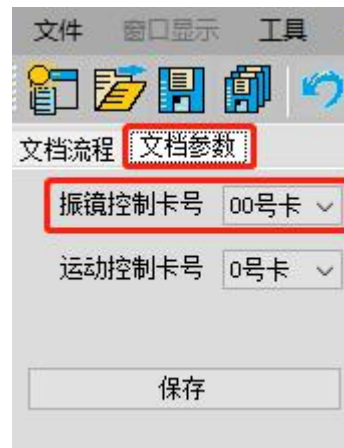 文件 窗口显示 工具
文档流程 文档参数
振镜控制卡号 00号卡
运动控制卡号 0号卡
保存